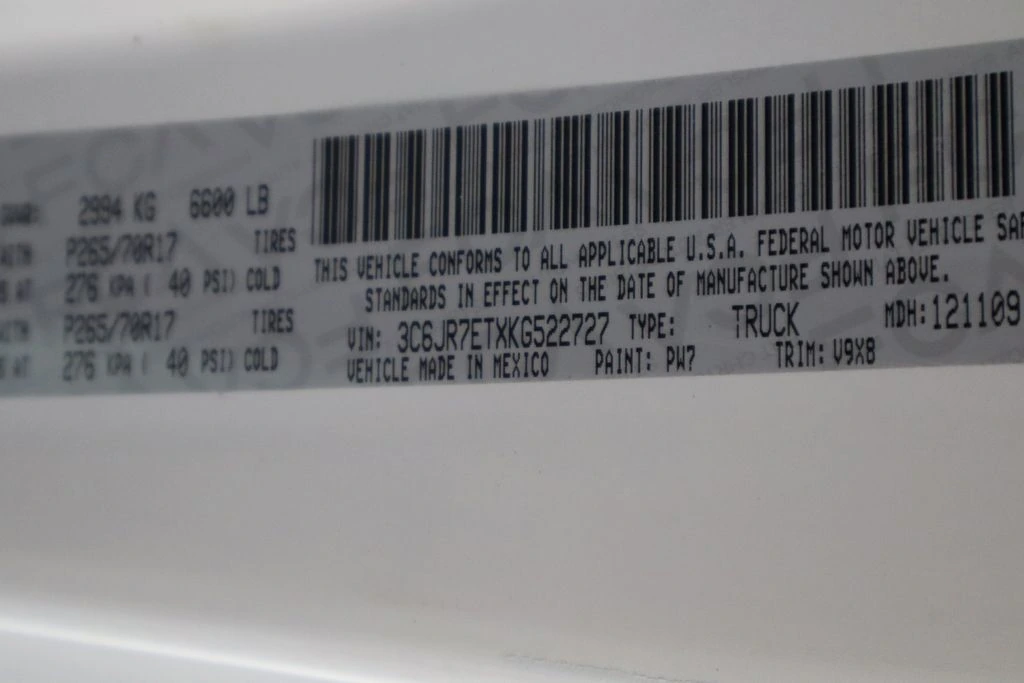 2994 KG 6600 LB
P265/70R17 TIRES
276 KPA ( 40 PSI) COLD
P265/70R17 TIRES
276 KPA ( 40 PSI) COLD
THIS VEHICLE CONFORMS TO ALL APPLICABLE U.S.A. FEDERAL MOTOR VEHICLE SAF
STANDARDS IN EFFECT ON THE DATE OF MANUFACTURE SHOWN ABOVE.
VIN: 3C6JR7ETXKG522727 TYPE: TRUCK MDH: 121109
VEHICLE MADE IN MEXICO PAINT: PW7 TRIM: V9X8